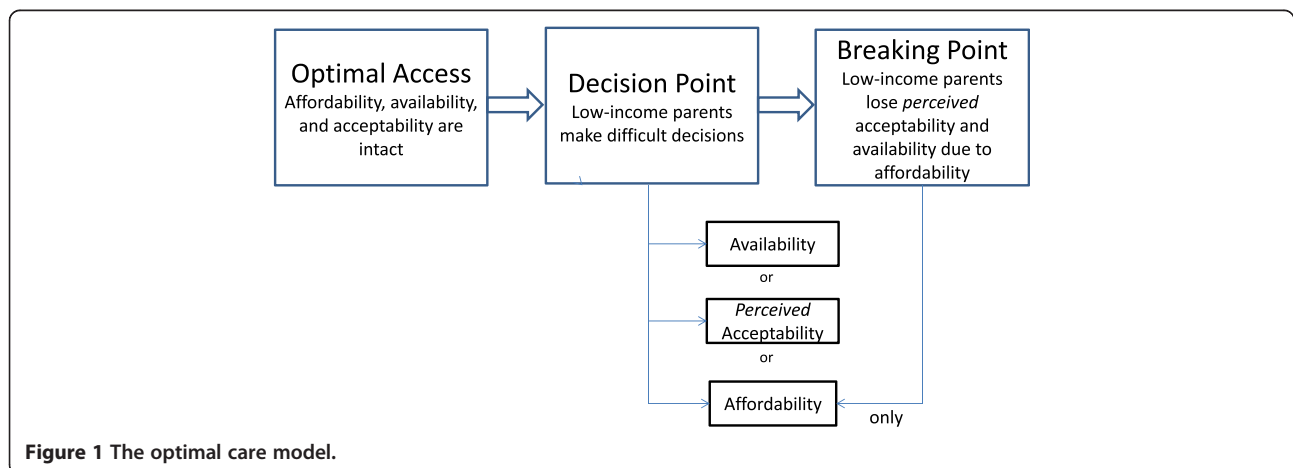 Optimal Access
Affordability, availability,
and acceptability are
intact
Decision Point
Low-income parents
make difficult decisions
Breaking Point
Low-income parents
lose perceived
acceptability and
availability due to
affordability
Availability
or
Perceived
Acceptability
or
Affordability
only
Figure 1 The optimal care model.